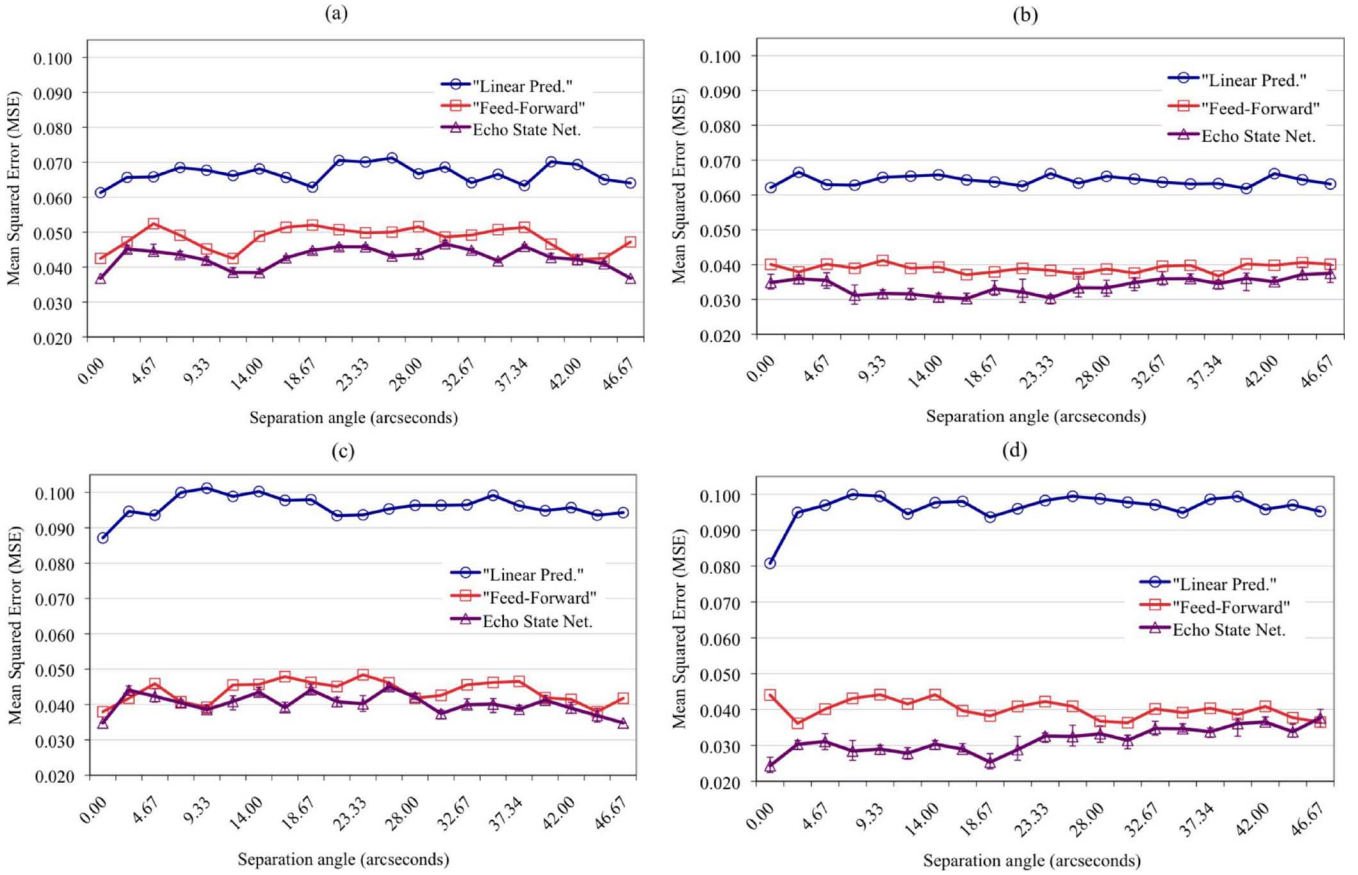 (a)
Mean Squared Error (MSE)
0.100
0.090
0.080
0.070
0.060
0.050
0.040
0.030
0.020
"Linear Pred."
"Feed-Forward"
Echo State Net.
0.00 4.67 9.33 14.00 18.67 23.33 28.00 32.67 37.34 42.00 46.67
Separation angle (arcseconds)
(b)
Mean Squared Error (MSE)
0.100
0.090
0.080
0.070
0.060
0.050
0.040
0.030
0.020
"Linear Pred."
"Feed-Forward"
Echo State Net.
0.00 4.67 9.33 14.00 18.67 23.33 28.00 32.67 37.34 42.00 46.67
Separation angle (arcseconds)
(c)
Mean Squared Error (MSE)
0.100
0.090
0.080
0.070
0.060
0.050
0.040
0.030
0.020
"Linear Pred."
"Feed-Forward"
Echo State Net.
0.00 4.67 9.33 14.00 18.67 23.33 28.00 32.67 37.34 42.00 46.67
Separation angle (arcseconds)
(d)
Mean Squared Error (MSE)
0.100
0.090
0.080
0.070
0.060
0.050
0.040
0.030
0.020
"Linear Pred."
"Feed-Forward"
Echo State Net.
0.00 4.67 9.33 14.00 18.67 23.33 28.00 32.67 37.34 42.00 46.67
Separation angle (arcseconds)